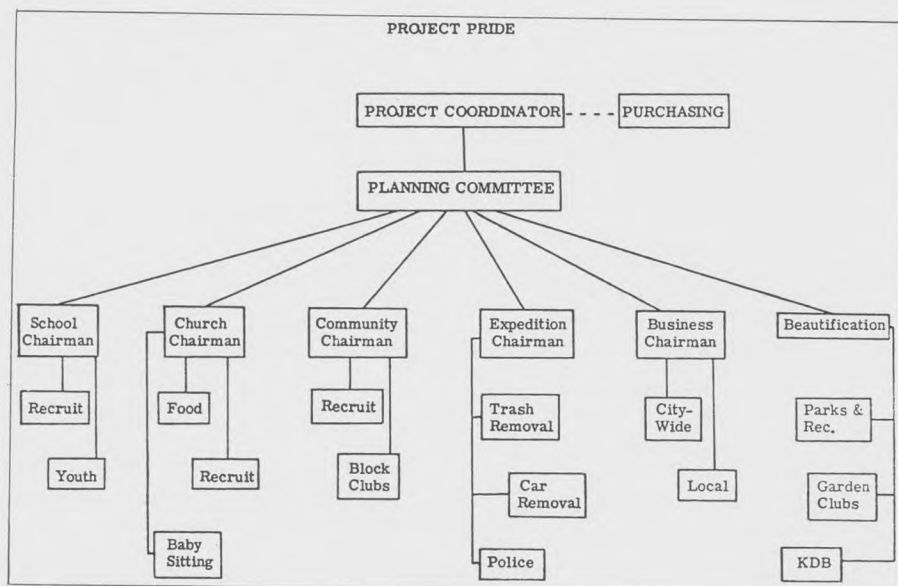 PROJECT PRIDE
PROJECT COORDINATOR
PURCHASING
PLANNING COMMITTEE
School
Chairman
Church
Chairman
Community
Chairman
Expedition
Chairman
Business
Chairman
Beautification
Recruit
Youth
Food
Recruit
Baby
Sitting
Recruit
Block
Clubs
Trash
Removal
Car
Removal
Police
City-
Wide
Local
Parks &
Rec.
Garden
Clubs
KDB